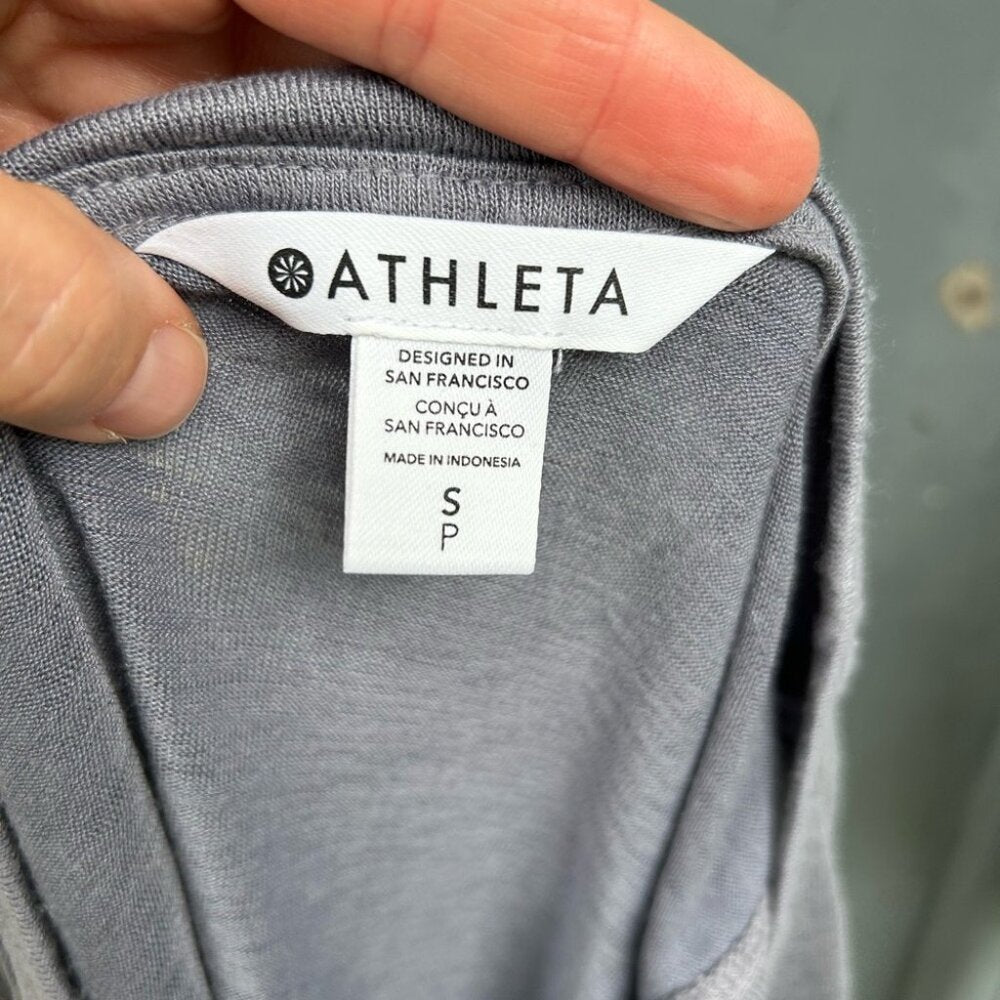 ATHLETA
DESIGNED IN
SAN FRANCISCO
CONÇU À
SAN FRANCISCO
MADE IN INDONESIA
S
P